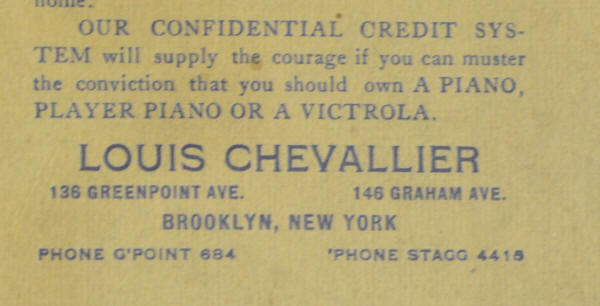 home.
OUR CONFIDENTIAL CREDIT SYS-
TEM will supply the courage if you can muster
the conviction that you should own A PIANO,
PLAYER PIANO OR A VICTROLA.
LOUIS CHEVALLIER
136 GREENPOINT AVE. 146 GRAHAM AVE.
BROOKLYN, NEW YORK
PHONE G'POINT 684 'PHONE STAGG 4415